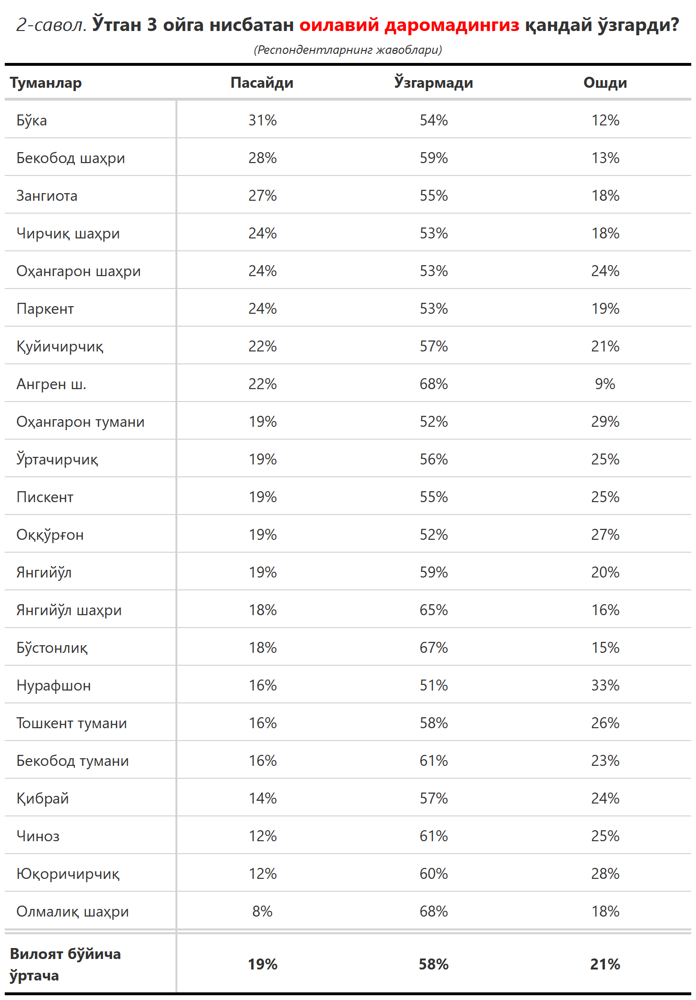 2-савол. Ўтган 3 ойга нисбатан оилавий даромадингиз қандай ўзгарди?
(Респондентларнинг жавоблари)
Туманлар Пасайди Ўзгармади Ошди
Бўка 31% 54% 12%
Бекобод шаҳри 28% 59% 13%
Зангиота 27% 55% 18%
Чирчиқ шаҳри 24% 53% 18%
Оҳангарон шаҳри 24% 53% 24%
Паркент 24% 53% 19%
Қуйичирчиқ 22% 57% 21%
Ангрен ш. 22% 68% 9%
Оҳангарон тумани 19% 52% 29%
Ўртачирчиқ 19% 56% 25%
Пискент 19% 55% 25%
Оққўрғон 19% 52% 27%
Янгийўл 19% 59% 20%
Янгийўл шаҳри 18% 65% 16%
Бўстонлиқ 18% 67% 15%
Нурафшон 16% 51% 33%
Тошкент тумани 16% 58% 26%
Бекобод тумани 16% 61% 23%
Қибрай 14% 57% 24%
Чиноз 12% 61% 25%
Юқоричирчиқ 12% 60% 28%
Олмалиқ шаҳри 8% 68% 18%
Вилоят бўйича
ўртача 19% 58% 21%